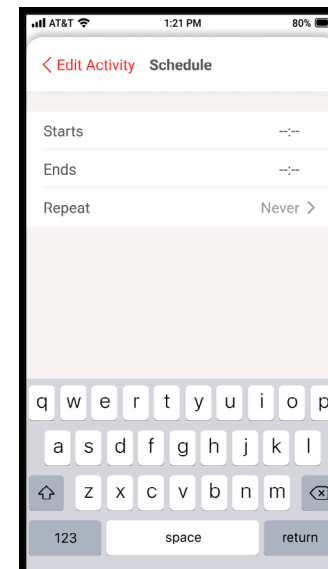 AT&T 1:21 PM 80%
Edit Activity Schedule
Starts --:--
Ends --:--
Repeat Never
q w e r t y u i o p
a s d f g h j k l
z x c v b n m
123 space return